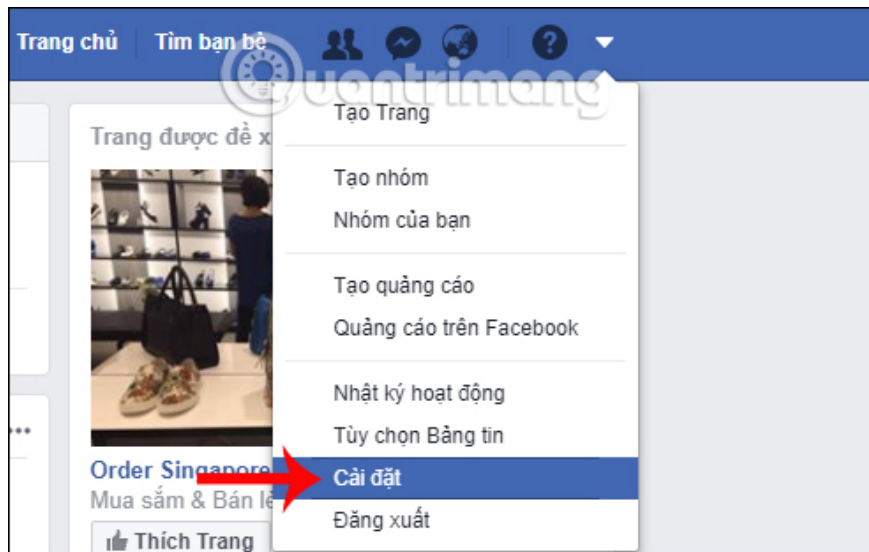 Trang chủ
Tìm bạn bè
Quantrimang
Tạo Trang
Trang được đề x
Tạo nhóm
Nhóm của bạn
Tạo quảng cáo
Quảng cáo trên Facebook
Nhật ký hoạt động
Tùy chọn Bảng tin
Order Singapore
Cài đặt
Mua sắm & Bán lẻ
Đăng xuất
Thích Trang